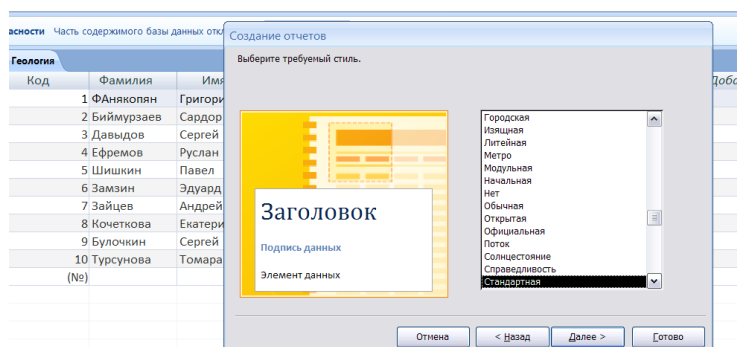 асности Часть содержимого базы данных откл
Создание отчетов
Геология
Выберите требуемый стиль.
Код Фамилия Имя Доба
1 ФАнякопян Григори
2 Биймурзаев Сардор
3 Давыдов Сергей
4 Ефремов Руслан
5 Шишкин Павел
6 Замзин Эдуард
7 Зайцев Андрей
8 Кочеткова Екатери
9 Булочкин Сергей
10 Турсунова Томара
(№)
Заголовок
Подпись данных
Элемент данных
Городская
Изящная
Литейная
Метро
Модульная
Начальная
Нет
Обычная
Открытая
Официальная
Поток
Солнцестояние
Справедливость
Стандартная
Отмена < Назад Далее > Готово